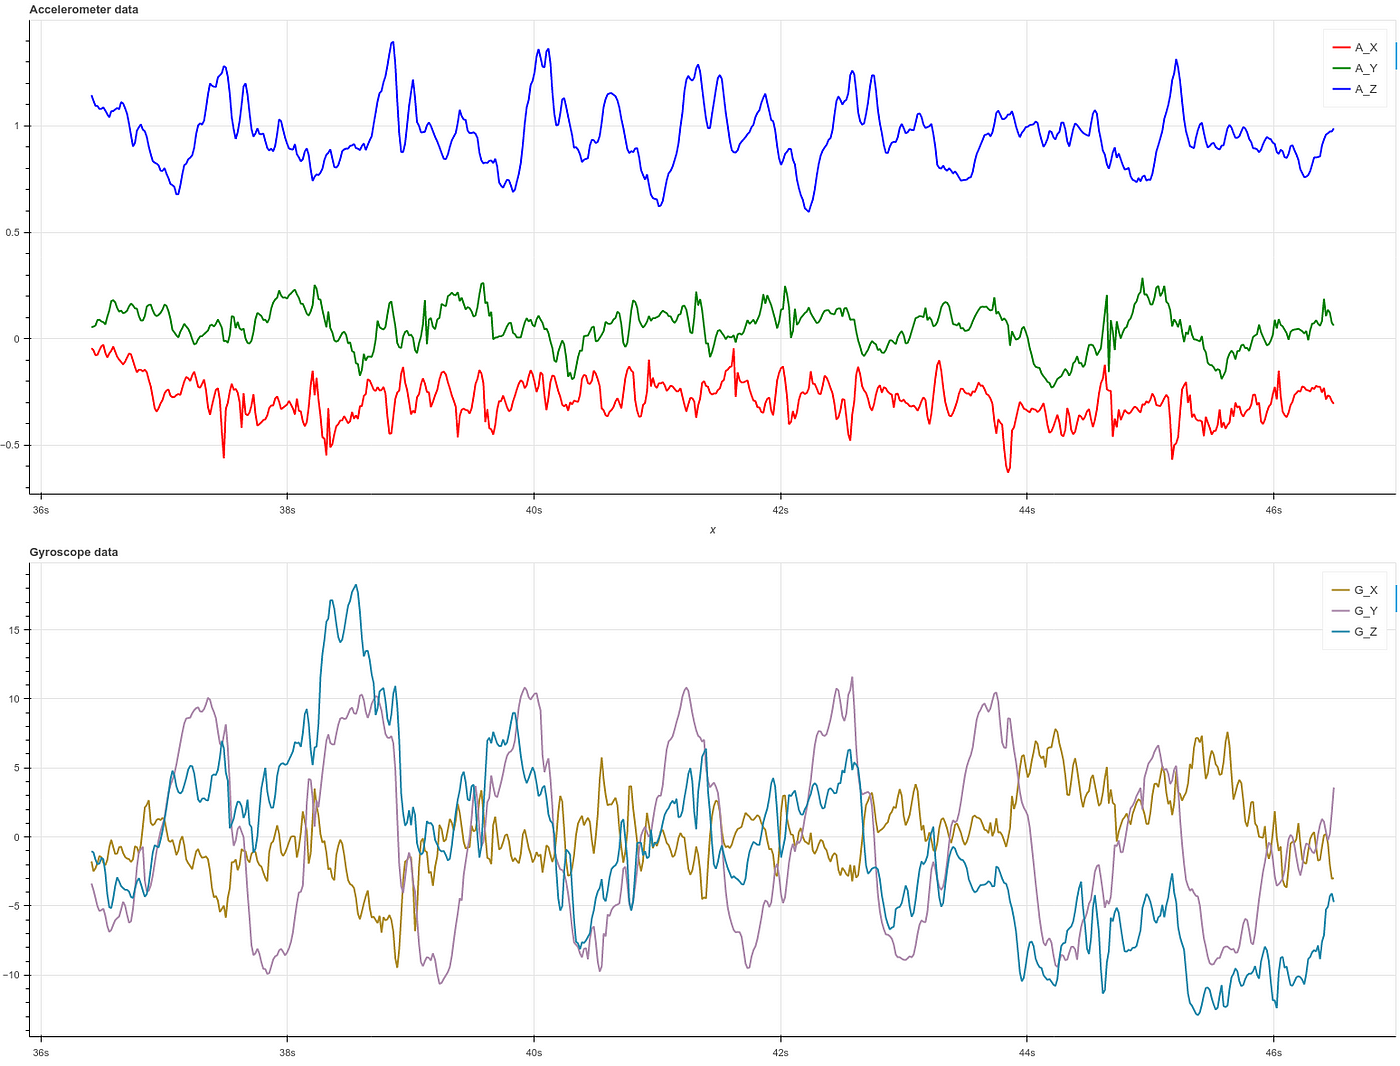 Accelerometer data
A_X
A_Y
A_Z
1
0.5
0
−0.5
36s
38s
40s
42s
44s
46s
x
Gyroscope data
G_X
G_Y
G_Z
15
10
5
0
−5
−10
36s
38s
40s
42s
44s
46s